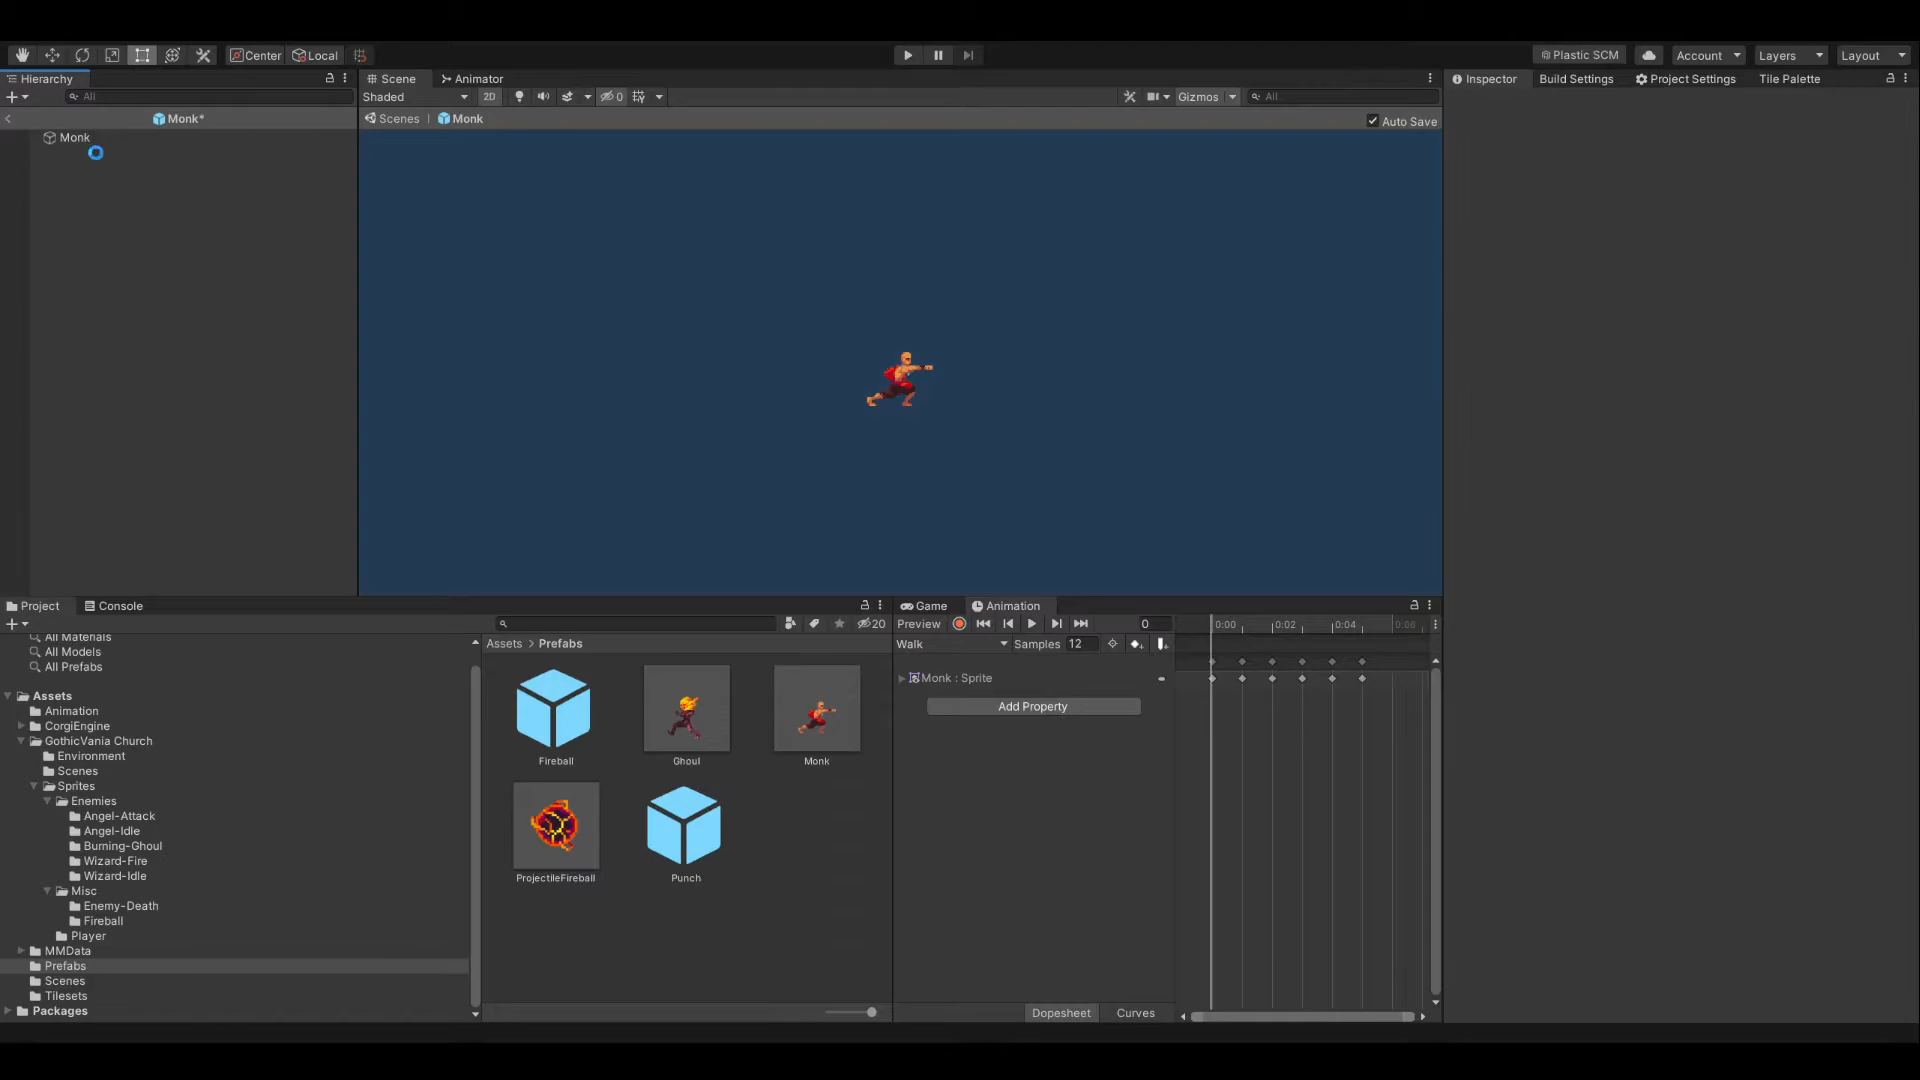 Center
Local
Plastic SCM
Account
Layers
Layout
Hierarchy
Scene
Animator
Inspector
Build Settings
Project Settings
Tile Palette
All
Shaded
2D
0
Gizmos
All
Monk*
Scenes
Monk
Auto Save
Monk
Project
Console
Game
Animation
20
Preview
0
0:00
0:02
0:04
0:06
All Materials
All Models
All Prefabs
Assets
Animation
CorgiEngine
GothicVania Church
Environment
Scenes
Sprites
Enemies
Angel-Attack
Angel-Idle
Burning-Ghoul
Wizard-Fire
Wizard-Idle
Misc
Enemy-Death
Fireball
Player
MMData
Prefabs
Scenes
Tilesets
Packages
Assets > Prefabs
Fireball
Ghoul
Monk
ProjectileFireball
Punch
Walk
Samples
12
Monk : Sprite
Add Property
Dopesheet
Curves